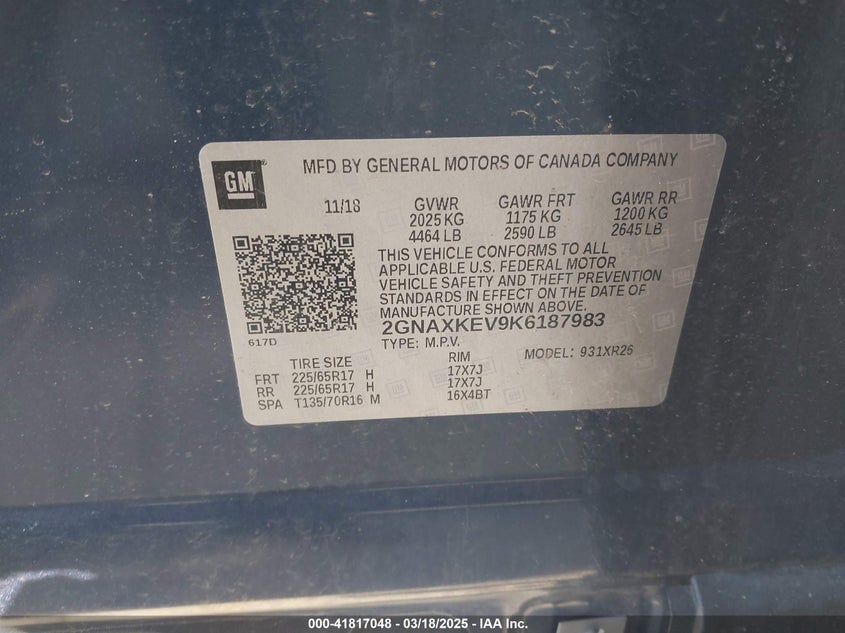 GM
MFD BY GENERAL MOTORS OF CANADA COMPANY
11/18 GVWR GAWR FRT GAWR RR
2025 KG 1175 KG 1200 KG
4464 LB 2590 LB 2645 LB
THIS VEHICLE CONFORMS TO ALL
APPLICABLE U.S. FEDERAL MOTOR
VEHICLE SAFETY AND THEFT PREVENTION
STANDARDS IN EFFECT ON THE DATE OF
MANUFACTURE SHOWN ABOVE.
617D
2GNAXKEV9K6187983
TYPE: M.P.V. MODEL: 931XR26
TIRE SIZE RIM
FRT 225/65R17 H 17X7J
RR 225/65R17 H 17X7J
SPA T135/70R16 M 16X4BT
000-41817048 - 03/18/2025 - IAA Inc.